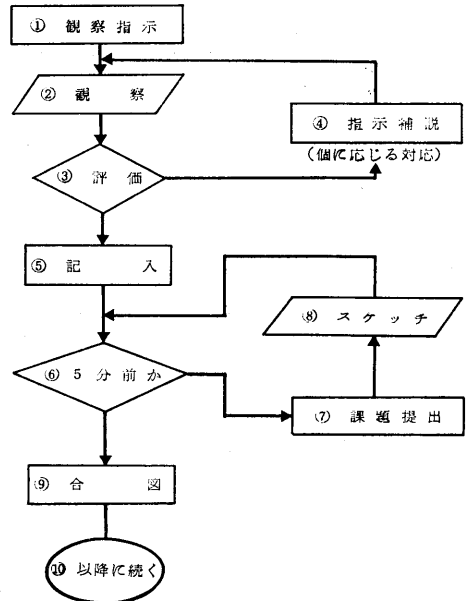 ① 観察指示
② 観察
④ 指示補説
(個に応じる対応)
③ 評価
⑤ 記入
⑧ スケッチ
⑥ 5分前か
⑦ 課題提出
⑨ 合図
⑩ 以降に続く